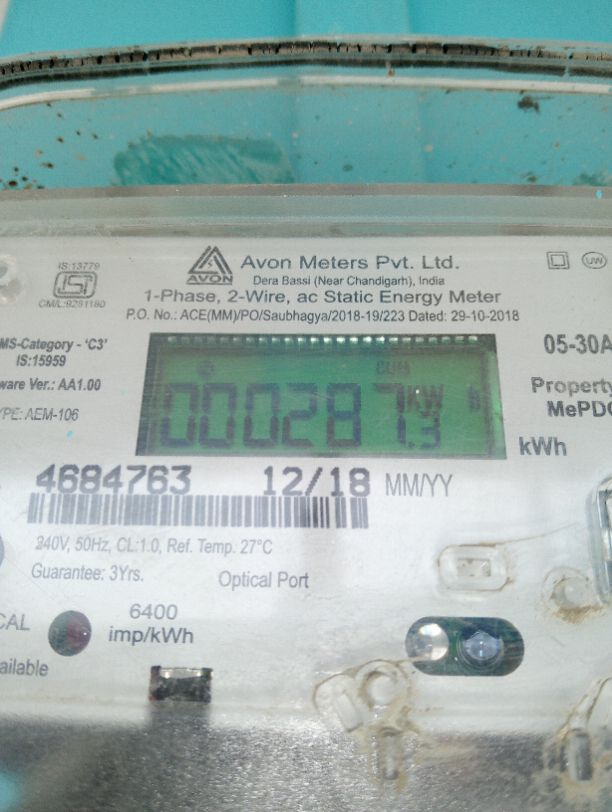 IS:13779
ISI
CM/L:9291180
AVON
Avon Meters Pvt. Ltd.
Dera Bassi (Near Chandigarh), India
UW
1-Phase, 2-Wire, ac Static Energy Meter
P.O. No.: ACE(MM)/PO/Saubhagya/2018-19/223 Dated: 29-10-2018
MS-Category - 'C3'
IS:15959
ware Ver.: AA1.00
YPE: AEM-106
CUM
000287.3
KW
05-30A
Property
MePDC
kWh
4684763 12/18 MM/YY
240V, 50Hz, CL:1.0, Ref. Temp. 27°C
Guarantee: 3Yrs.
Optical Port
CAL
6400
imp/kWh
ailable